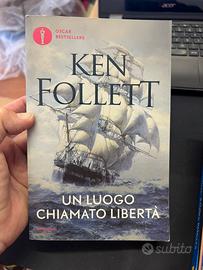 OSCAR
BESTSELLERS
KEN
FOLLETT
UN LUOGO
CHIAMATO LIBERTÀ
subito